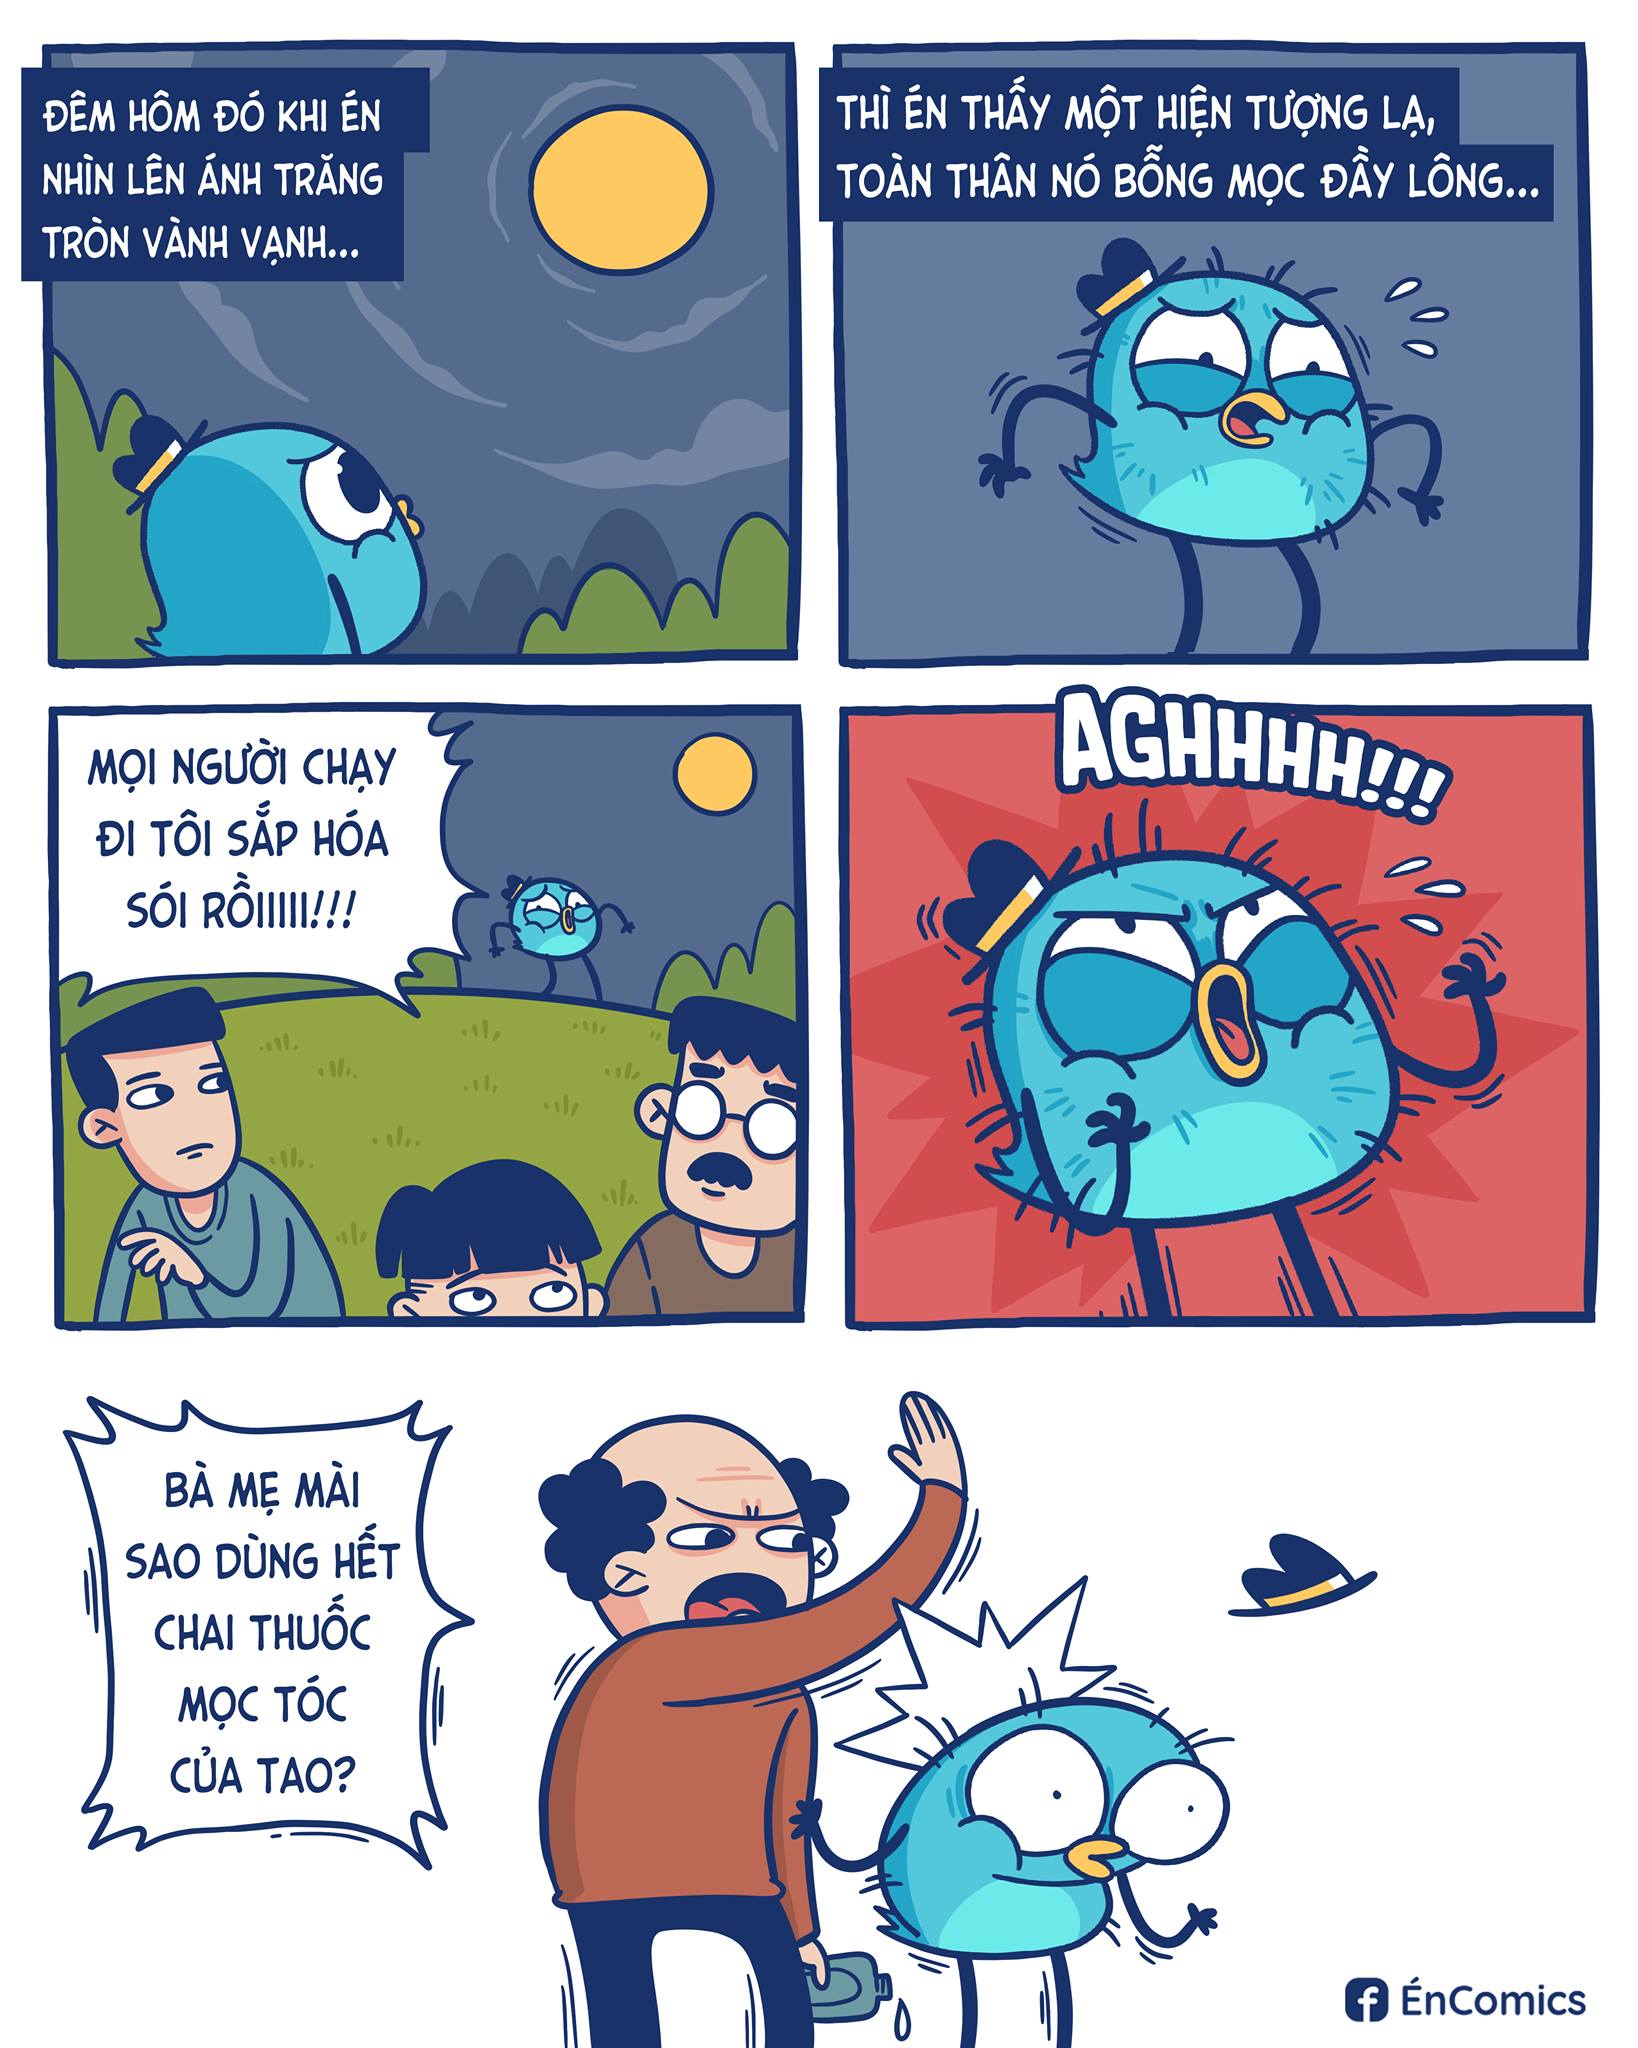 ĐÊM HÔM ĐÓ KHI ÉN
NHÌN LÊN ÁNH TRĂNG
TRÒN VÀNH VẠNH...
THÌ ÉN THẤY MỘT HIỆN TƯỢNG LẠ,
TOÀN THÂN NÓ BỖNG MỌC ĐẦY LÔNG...
MỌI NGƯỜI CHẠY
ĐI TÔI SẮP HÓA
SÓI RỒIIIII!!!
AGHHHH!!!
BÀ MẸ MÀI
SAO DÙNG HẾT
CHAI THUỐC
MỌC TÓC
CỦA TAO?
ÉnComics